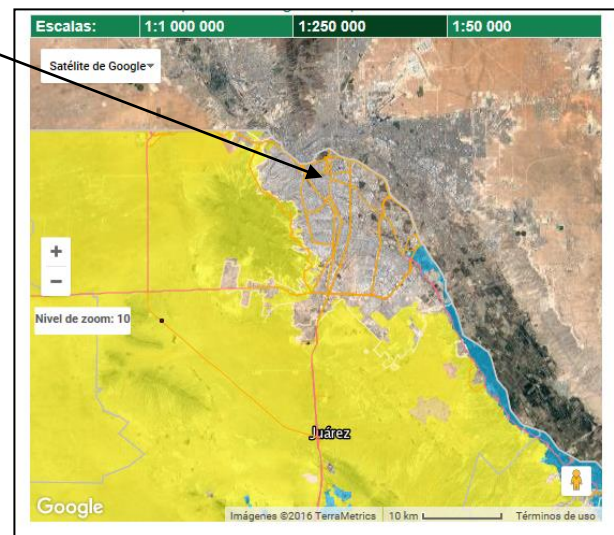 Escalas: 1:1 000 000 1:250 000 1:50 000
Satélite de Google
+
−
Nivel de zoom: 10
Juárez
Google
Imágenes ©2016 TerraMetrics 10 km Términos de uso